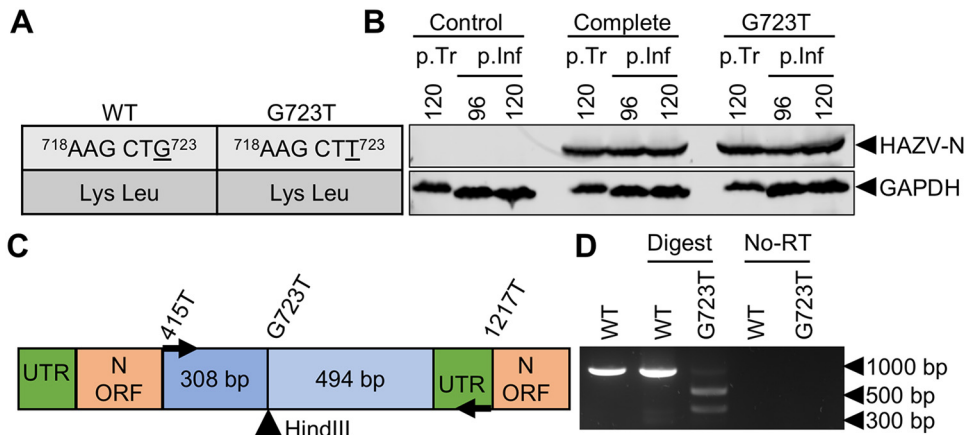 A
WT G723T
⁷¹⁸AAG CTG⁷²³ ⁷¹⁸AAG CTT⁷²³
Lys Leu Lys Leu
B
Control Complete G723T
p.Tr p.Inf p.Tr p.Inf p.Tr p.Inf
120 96 120 120 96 120 120 96 120
HAZV-N
GAPDH
C
415T G723T 1217T
UTR N ORF 308 bp 494 bp UTR N ORF
HindIII
D
Digest No-RT
WT WT G723T WT G723T
1000 bp
500 bp
300 bp